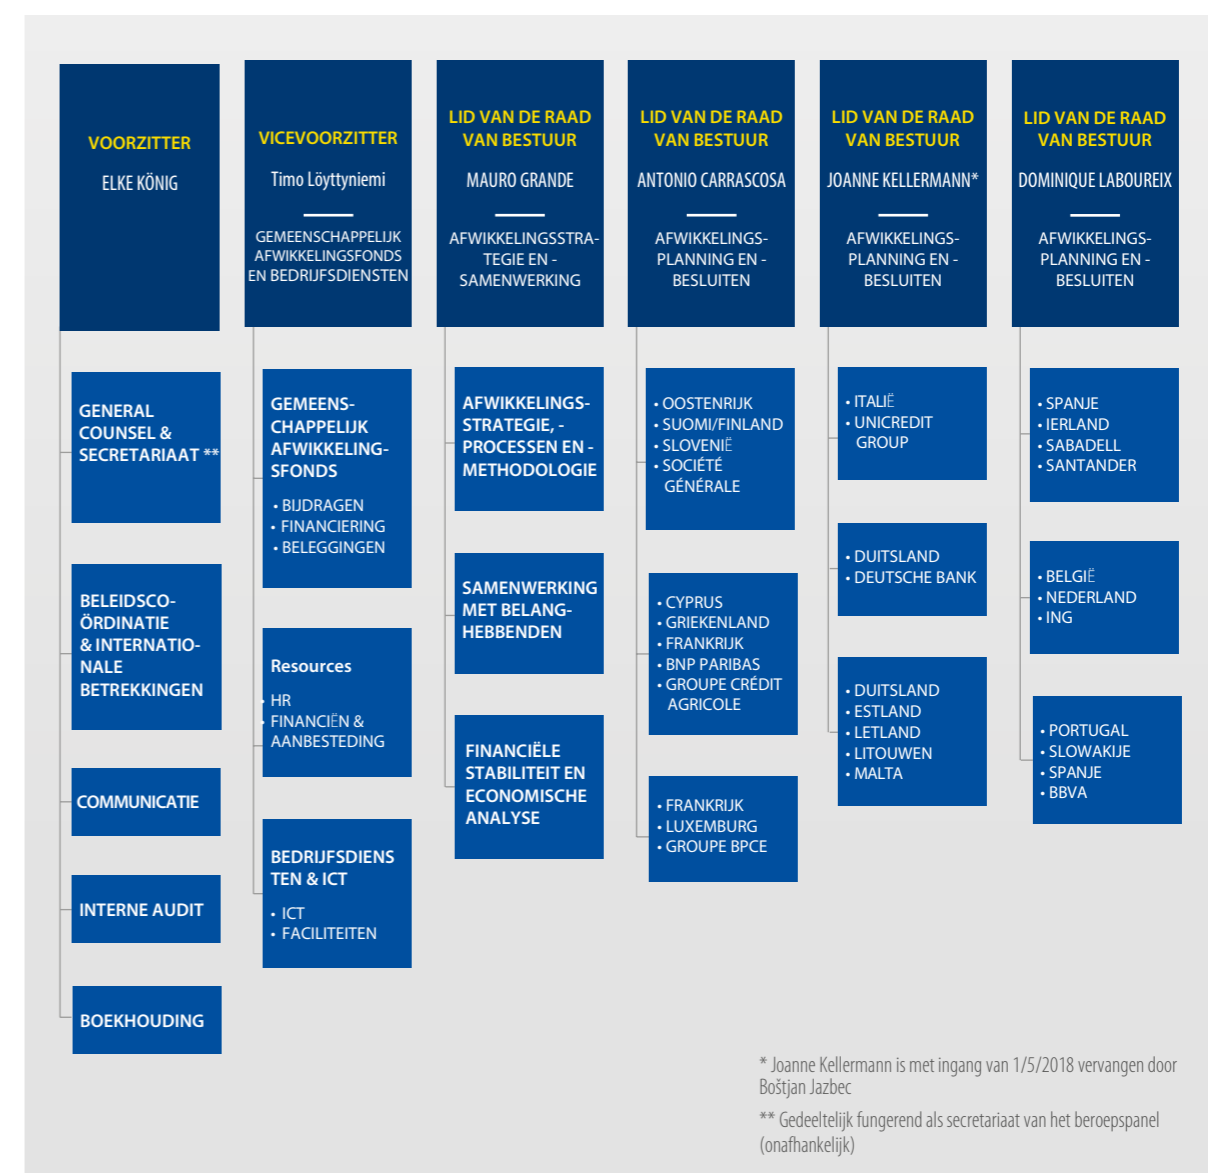 VOORZITTER
ELKE KÖNIG
GENERAL
COUNSEL &
SECRETARIAAT **
BELEIDSCO-
ÖRDINATIE
& INTERNATIO-
NALE
BETREKKINGEN
COMMUNICATIE
INTERNE AUDIT
BOEKHOUDING
VICEVOORZITTER
Timo Löyttyniemi
GEMEENSCHAPPELIJK
AFWIKKELINGSFONDS
EN BEDRIJFSDIENSTEN
GEMEENS-
CHAPPELIJK
AFWIKKELING-
SFONDS
• BIJDRAGEN
• FINANCIERING
• BELEGGINGEN
Resources
• HR
• FINANCIËN &
AANBESTEDING
BEDRIJFSDIENS
TEN & ICT
• ICT
• FACILITEITEN
LID VAN DE RAAD
VAN BESTUUR
MAURO GRANDE
AFWIKKELINGSSTRA-
TEGIE EN -
SAMENWERKING
AFWIKKELINGS-
STRATEGIE, -
PROCESSEN EN -
METHODOLOGIE
SAMENWERKING
MET BELANG-
HEBBENDEN
FINANCIËLE
STABILITEIT EN
ECONOMISCHE
ANALYSE
LID VAN DE RAAD
VAN BESTUUR
ANTONIO CARRASCOSA
AFWIKKELINGS-
PLANNING EN -
BESLUITEN
• OOSTENRIJK
• SUOMI/FINLAND
• SLOVENIË
• SOCIÉTÉ
GÉNÉRALE
• CYPRUS
• GRIEKENLAND
• FRANKRIJK
• BNP PARIBAS
• GROUPE CRÉDIT
AGRICOLE
• FRANKRIJK
• LUXEMBURG
• GROUPE BPCE
LID VAN DE RAAD
VAN BESTUUR
JOANNE KELLERMANN*
AFWIKKELINGS-
PLANNING EN -
BESLUITEN
• ITALIË
• UNICREDIT
GROUP
• DUITSLAND
• DEUTSCHE BANK
• DUITSLAND
• ESTLAND
• LETLAND
• LITOUWEN
• MALTA
LID VAN DE RAAD
VAN BESTUUR
DOMINIQUE LABOUREIX
AFWIKKELINGS-
PLANNING EN -
BESLUITEN
• SPANJE
• IERLAND
• SABADELL
• SANTANDER
• BELGIË
• NEDERLAND
• ING
• PORTUGAL
• SLOWAKIJE
• SPANJE
• BBVA
* Joanne Kellermann is met ingang van 1/5/2018 vervangen door
Boštjan Jazbec
** Gedeeltelijk fungerend als secretariaat van het beroepspanel
(onafhankelijk)